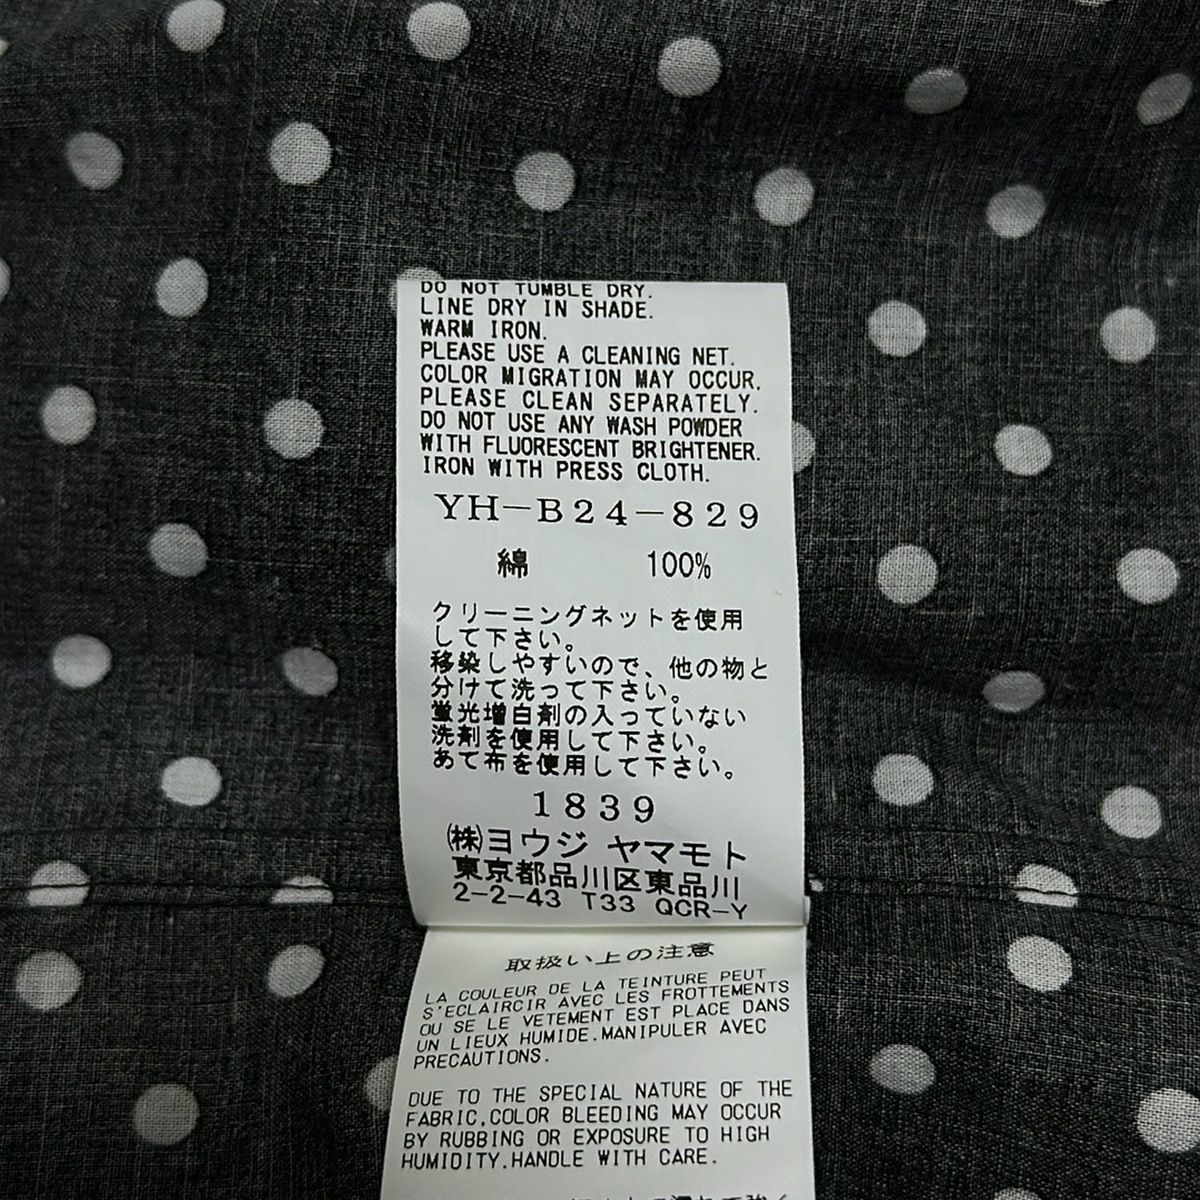 DO NOT TUMBLE DRY.
LINE DRY IN SHADE.
WARM IRON.
PLEASE USE A CLEANING NET.
COLOR MIGRATION MAY OCCUR.
PLEASE CLEAN SEPARATELY.
DO NOT USE ANY WASH POWDER
WITH FLUORESCENT BRIGHTENER.
IRON WITH PRESS CLOTH.
YH-B24-829
綿 100%
クリーニングネットを使用
して下さい。
移染しやすいので、他の物と
分けて洗って下さい。
蛍光増白剤の入っていない
洗剤を使用して下さい。
あて布を使用して下さい。
1839
(株)ヨウジ ヤマモト
東京都品川区東品川
2-2-43 T33 QCR-Y
取扱い上の注意
LA COULEUR DE LA TEINTURE PEUT
S'ECLAIRCIR AVEC LES FROTTEMENTS
OU SE LE VETEMENT EST PLACE DANS
UN LIEUX HUMIDE.MANIPULER AVEC
PRECAUTIONS.
DUE TO THE SPECIAL NATURE OF THE
FABRIC,COLOR BLEEDING MAY OCCUR
BY RUBBING OR EXPOSURE TO HIGH
HUMIDITY.HANDLE WITH CARE.